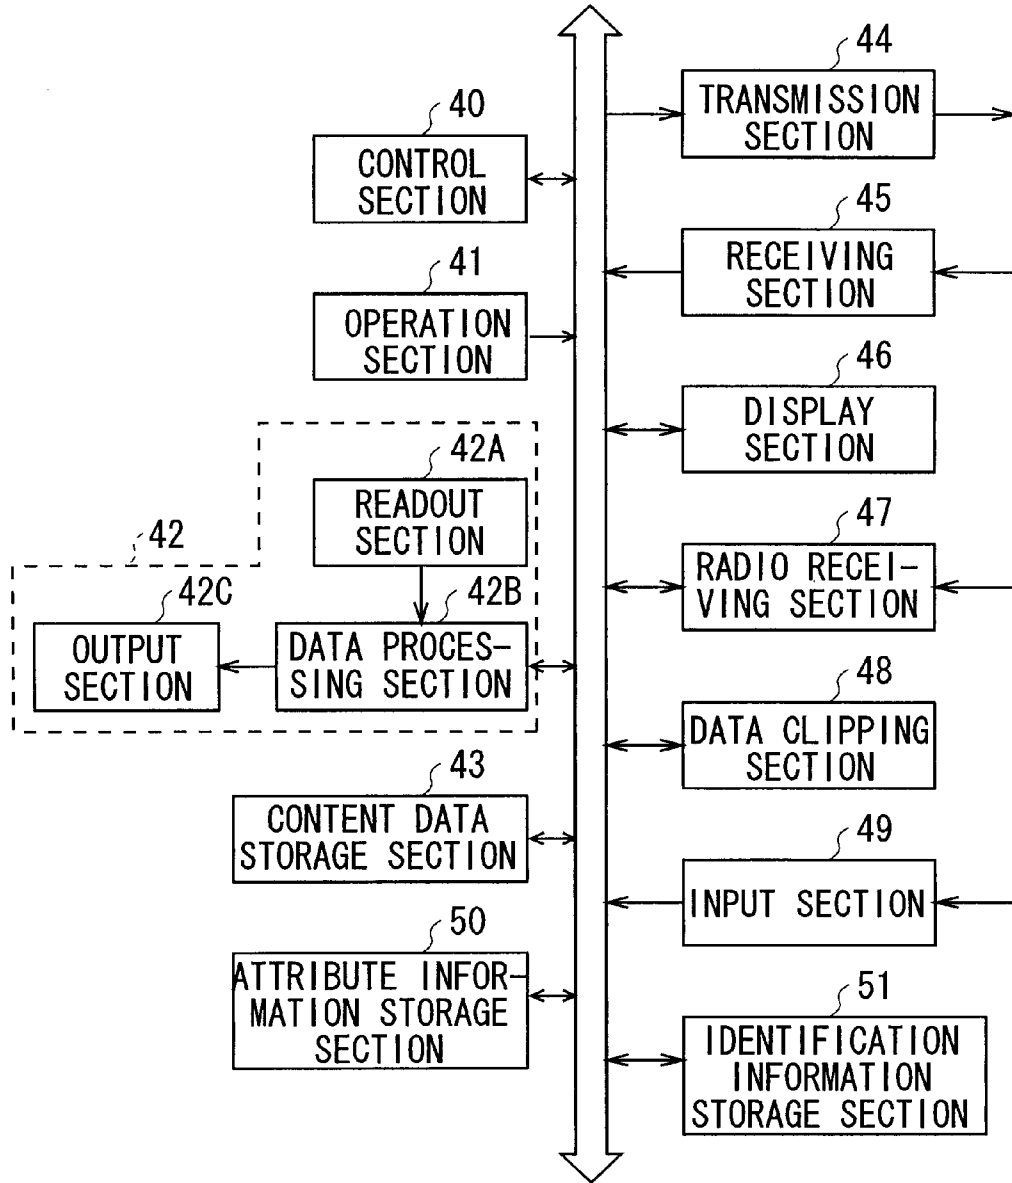 40
CONTROL
SECTION
41
OPERATION
SECTION
42A
READOUT
SECTION
42
42C
OUTPUT
SECTION
42B
DATA PROCES-
SING SECTION
43
CONTENT DATA
STORAGE SECTION
50
ATTRIBUTE INFOR-
MATION STORAGE
SECTION
44
TRANSMISSION
SECTION
45
RECEIVING
SECTION
46
DISPLAY
SECTION
47
RADIO RECEI-
VING SECTION
48
DATA CLIPPING
SECTION
49
INPUT SECTION
51
IDENTIFICATION
INFORMATION
STORAGE SECTION